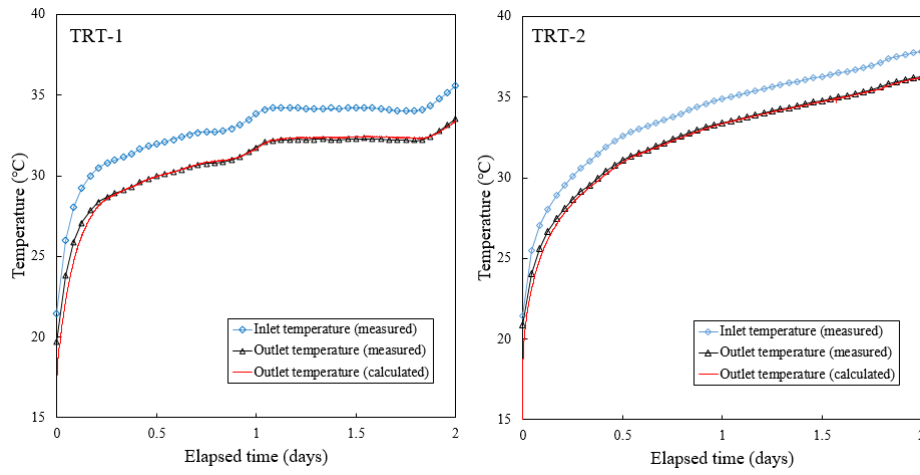 TRT-1
40
35
30
25
20
15
Temperature (°C)
Inlet temperature (measured)
Outlet temperature (measured)
Outlet temperature (calculated)
0
0.5
1
1.5
2
Elapsed time (days)
TRT-2
40
35
30
25
20
15
Temperature (°C)
Inlet temperature (measured)
Outlet temperature (measured)
Outlet temperature (calculated)
0
0.5
1
1.5
2
Elapsed time (days)